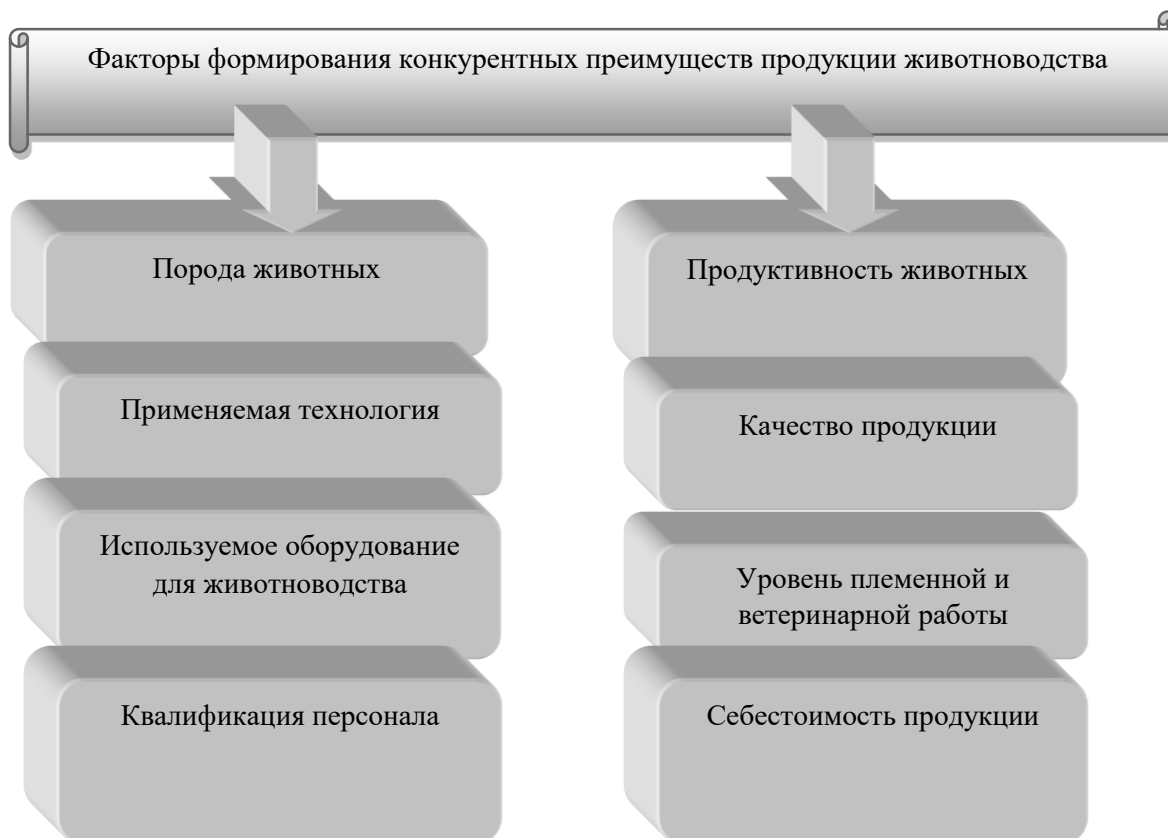 Факторы формирования конкурентных преимуществ продукции животноводства
Порода животных
Применяемая технология
Используемое оборудование
для животноводства
Квалификация персонала
Продуктивность животных
Качество продукции
Уровень племенной и
ветеринарной работы
Себестоимость продукции